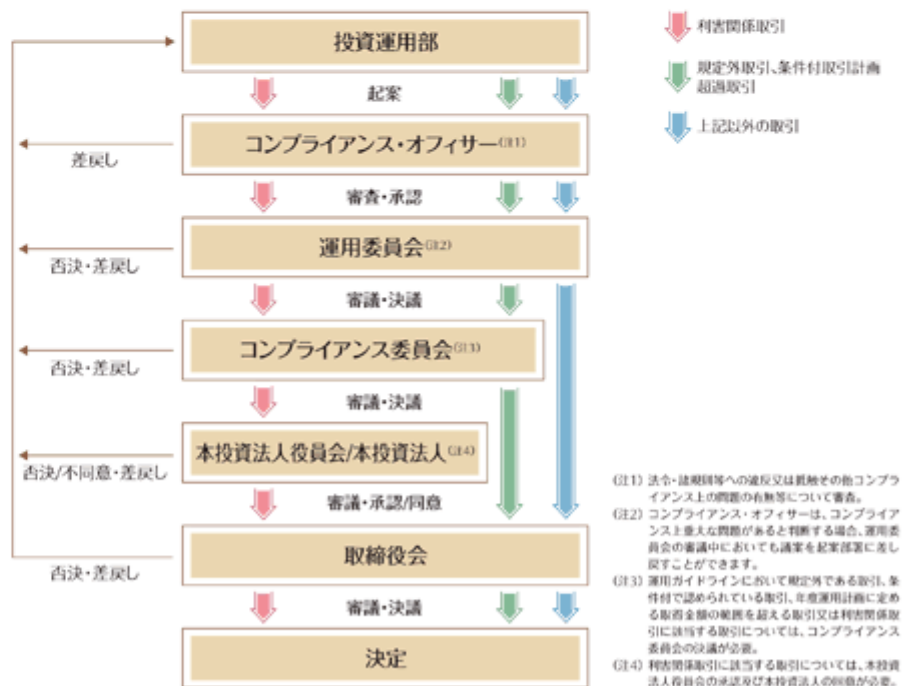 投資運用部
利害関係取引
起案
規定外取引、条件付取引計画
超過取引
コンプライアンス・オフィサー(注1)
上記以外の取引
差戻し
審査・承認
運用委員会(注2)
否決・差戻し
審議・決議
コンプライアンス委員会(注3)
否決・差戻し
審議・決議
本投資法人役員会/本投資法人(注4)
否決/不同意・差戻し
審議・承認/同意
取締役会
否決・差戻し
審議・決議
決定
(注1) 法令・諸規則等への違反又は抵触その他コンプラ
イアンス上の問題の有無等について審査。
(注2) コンプライアンス・オフィサーは、コンプライア
ンス上重大な問題があると判断する場合、運用委
員会の審議中においても議案を起案部署に差し
戻すことができます。
(注3) 運用ガイドラインにおいて規定外である取引、条
件付で認められている取引、年度運用計画に定め
る取得金額の範囲を超える取引又は利害関係取
引に該当する取引については、コンプライアンス
委員会の決議が必要。
(注4) 利害関係取引に該当する取引については、本投資
法人役員会の承認及び本投資法人の同意が必要。